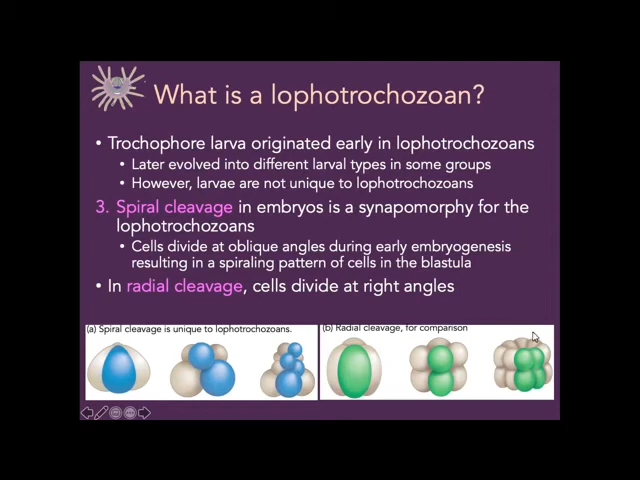 What is a lophotrochozoan?
• Trochophore larva originated early in lophotrochozoans
• Later evolved into different larval types in some groups
• However, larvae are not unique to lophotrochozoans
3. Spiral cleavage in embryos is a synapomorphy for the
lophotrochozoans
• Cells divide at oblique angles during early embryogenesis
resulting in a spiraling pattern of cells in the blastula
• In radial cleavage, cells divide at right angles
(a) Spiral cleavage is unique to lophotrochozoans.
(b) Radial cleavage, for comparison